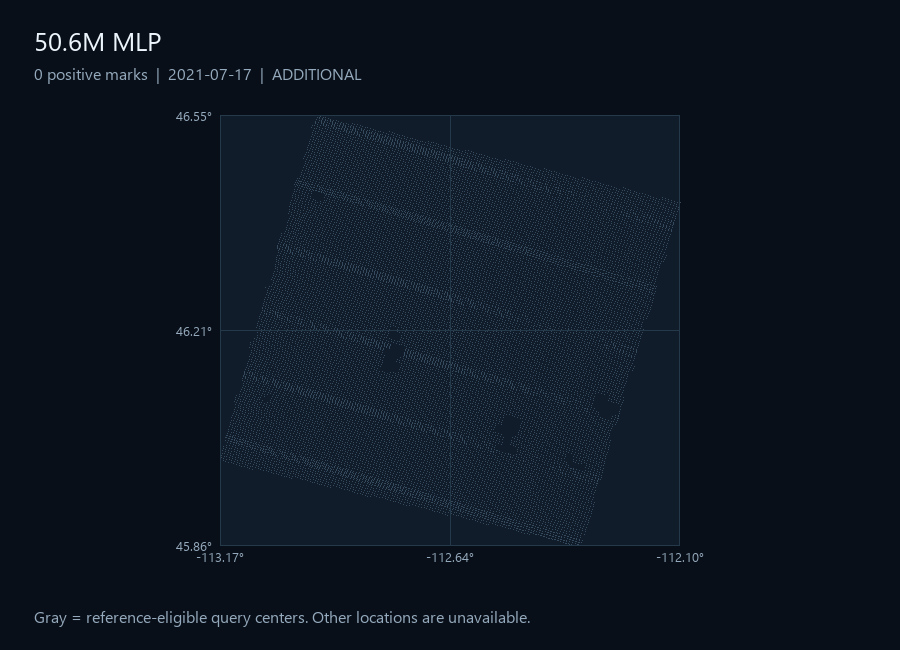 50.6M MLP
0 positive marks | 2021-07-17 | ADDITIONAL
46.55°
46.21°
45.86°
-113.17° -112.64° -112.10°
Gray = reference-eligible query centers. Other locations are unavailable.